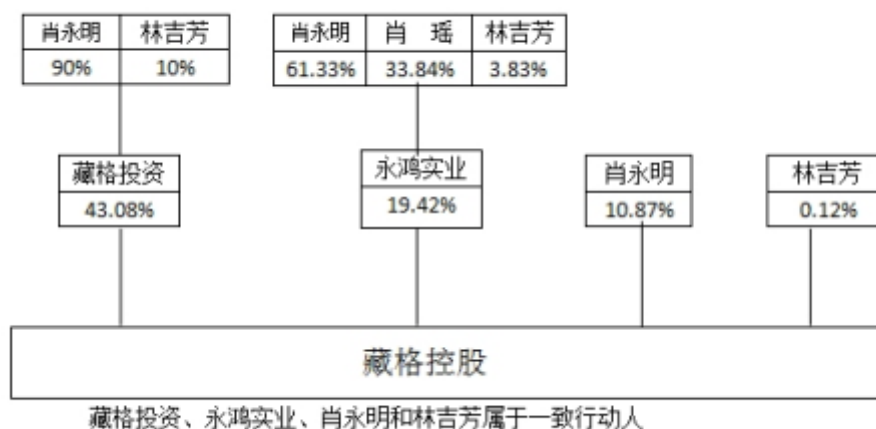 肖永明 林吉芳 肖永明 肖 瑶 林吉芳
90% 10% 61.33% 33.84% 3.83%
藏格投资 永鸿实业 肖永明 林吉芳
43.08% 19.42% 10.87% 0.12%
藏格控股
藏格投资、永鸿实业、肖永明和林吉芳属于一致行动人